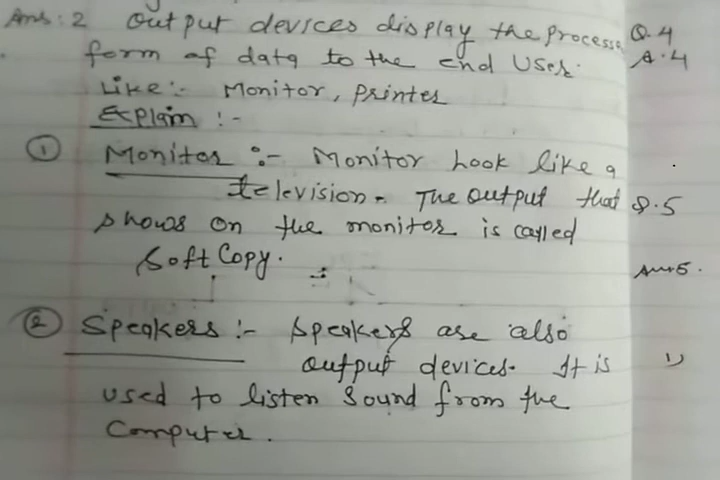 Ans: 2 Output devices display the processe
form of data to the end user.
Like:- Monitor, Printer
Explain :-
① Monitor :- Monitor look like a
television. The output that
shows on the monitor is called
Soft Copy.
② Speakers :- Speakers are also
output devices. It is
used to listen sound from the
Computer.
Q.4
A.4
Q.5
Ans 5.
1)